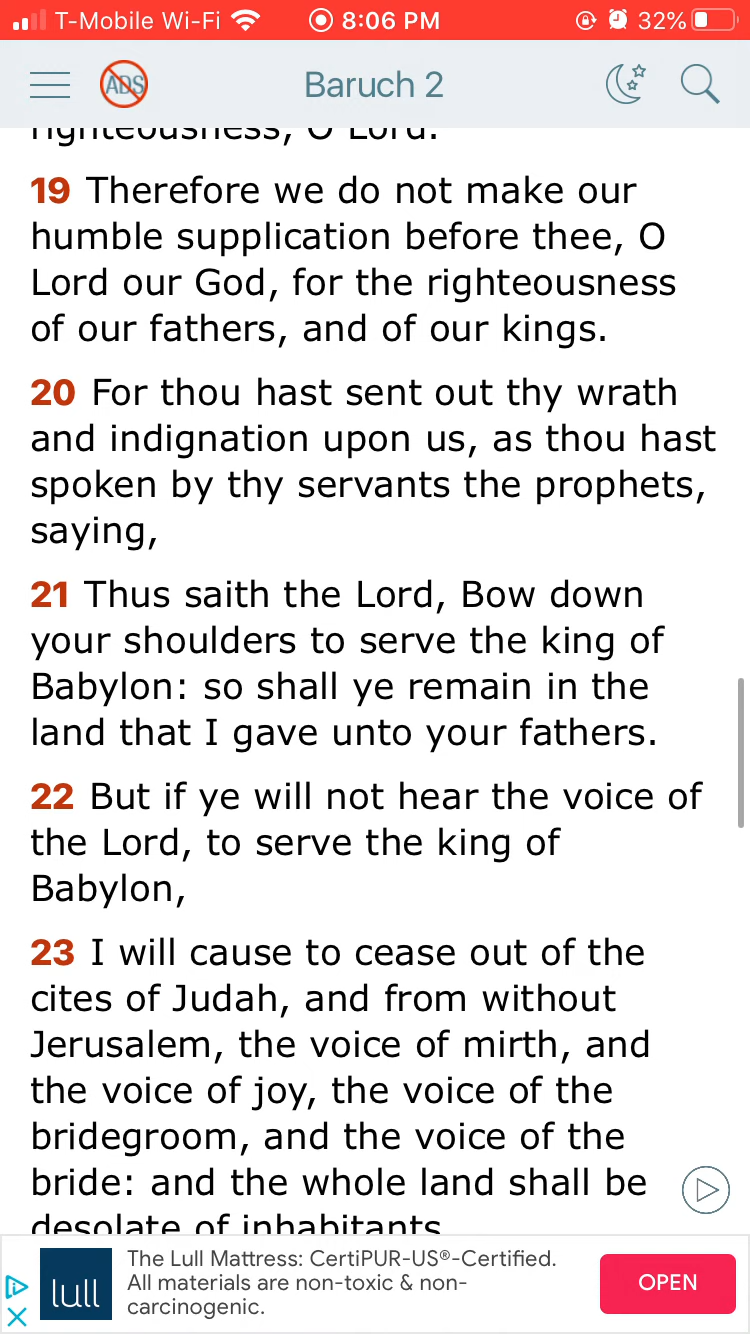 T-Mobile Wi-Fi 8:06 PM 32%
ADS Baruch 2
righteousness, O Lord.
19 Therefore we do not make our
humble supplication before thee, O
Lord our God, for the righteousness
of our fathers, and of our kings.
20 For thou hast sent out thy wrath
and indignation upon us, as thou hast
spoken by thy servants the prophets,
saying,
21 Thus saith the Lord, Bow down
your shoulders to serve the king of
Babylon: so shall ye remain in the
land that I gave unto your fathers.
22 But if ye will not hear the voice of
the Lord, to serve the king of
Babylon,
23 I will cause to cease out of the
cites of Judah, and from without
Jerusalem, the voice of mirth, and
the voice of joy, the voice of the
bridegroom, and the voice of the
bride: and the whole land shall be
desolate of inhabitants
The Lull Mattress: CertiPUR-US®-Certified.
All materials are non-toxic & non-
carcinogenic.
lull
OPEN